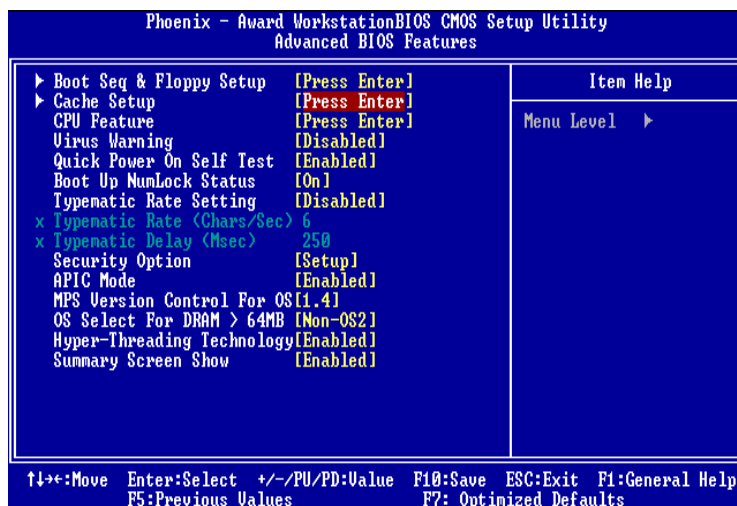 Phoenix - Award WorkstationBIOS CMOS Setup Utility
Advanced BIOS Features
▶ Boot Seq & Floppy Setup [Press Enter]
▶ Cache Setup [Press Enter]
CPU Feature [Press Enter]
Virus Warning [Disabled]
Quick Power On Self Test [Enabled]
Boot Up NumLock Status [On]
Typematic Rate Setting [Disabled]
x Typematic Rate (Chars/Sec) 6
x Typematic Delay (Msec) 250
Security Option [Setup]
APIC Mode [Enabled]
MPS Version Control For OS[1.4]
OS Select For DRAM > 64MB [Non-OS2]
Hyper-Threading Technology[Enabled]
Summary Screen Show [Enabled]
Item Help
Menu Level ▶
↑↓→←:Move Enter:Select +/-/PU/PD:Value F10:Save ESC:Exit F1:General Help
F5:Previous Values F7: Optimized Defaults